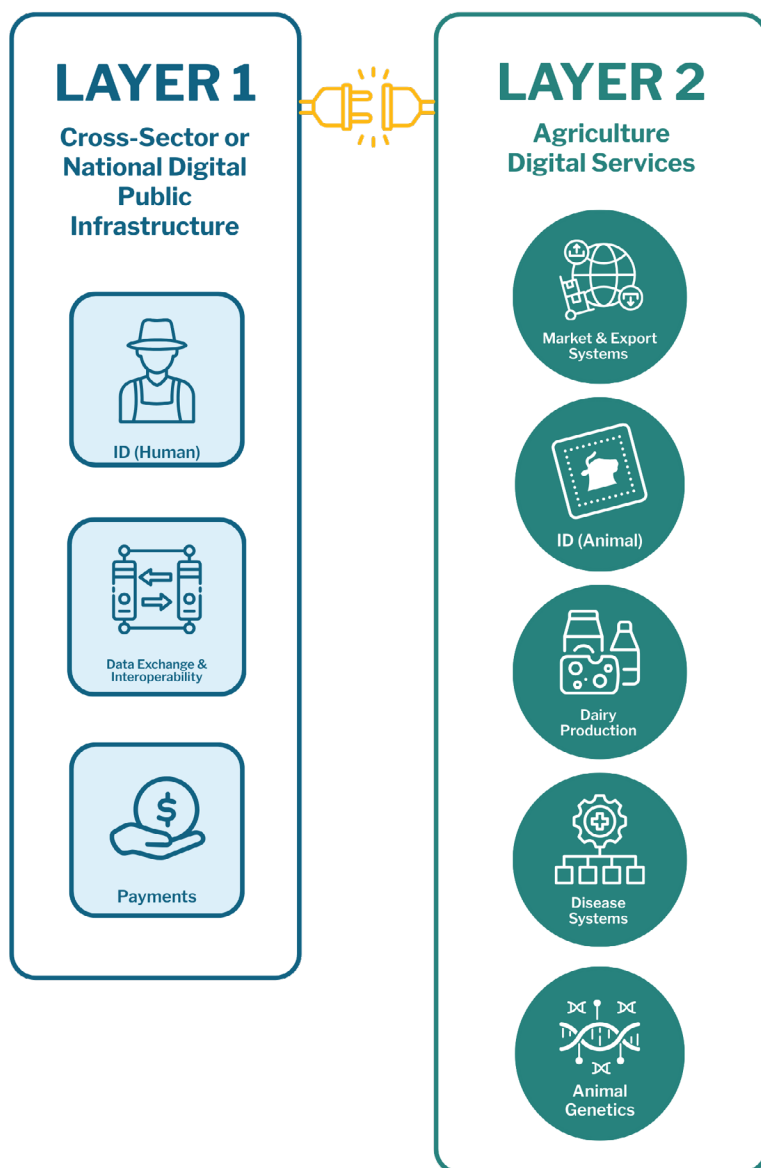 LAYER 1
Cross-Sector or
National Digital
Public
Infrastructure
ID (Human)
Data Exchange &
Interoperability
$
Payments
LAYER 2
Agriculture
Digital Services
Market & Export
Systems
ID (Animal)
Dairy
Production
Disease
Systems
Animal
Genetics